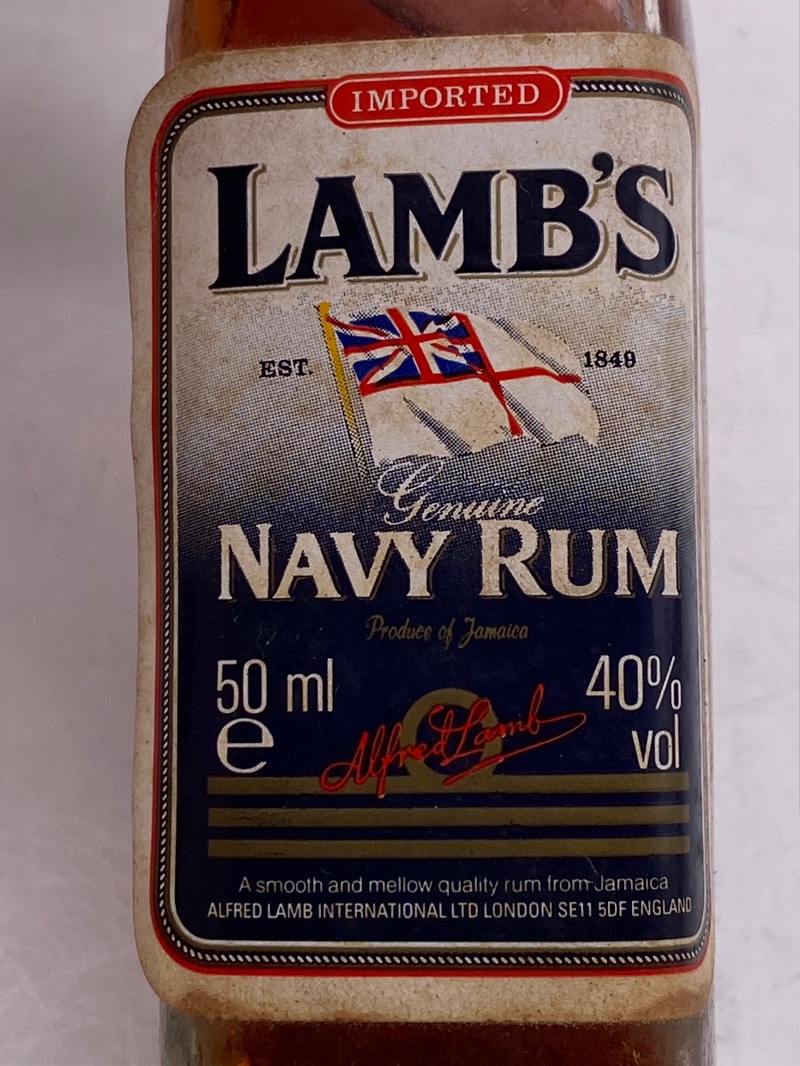 IMPORTED
LAMB'S
EST. 1849
Genuine
NAVY RUM
Produce of Jamaica
50 ml 40%
e vol
Alfred Lamb
A smooth and mellow quality rum from Jamaica
ALFRED LAMB INTERNATIONAL LTD LONDON SE11 5DF ENGLAND